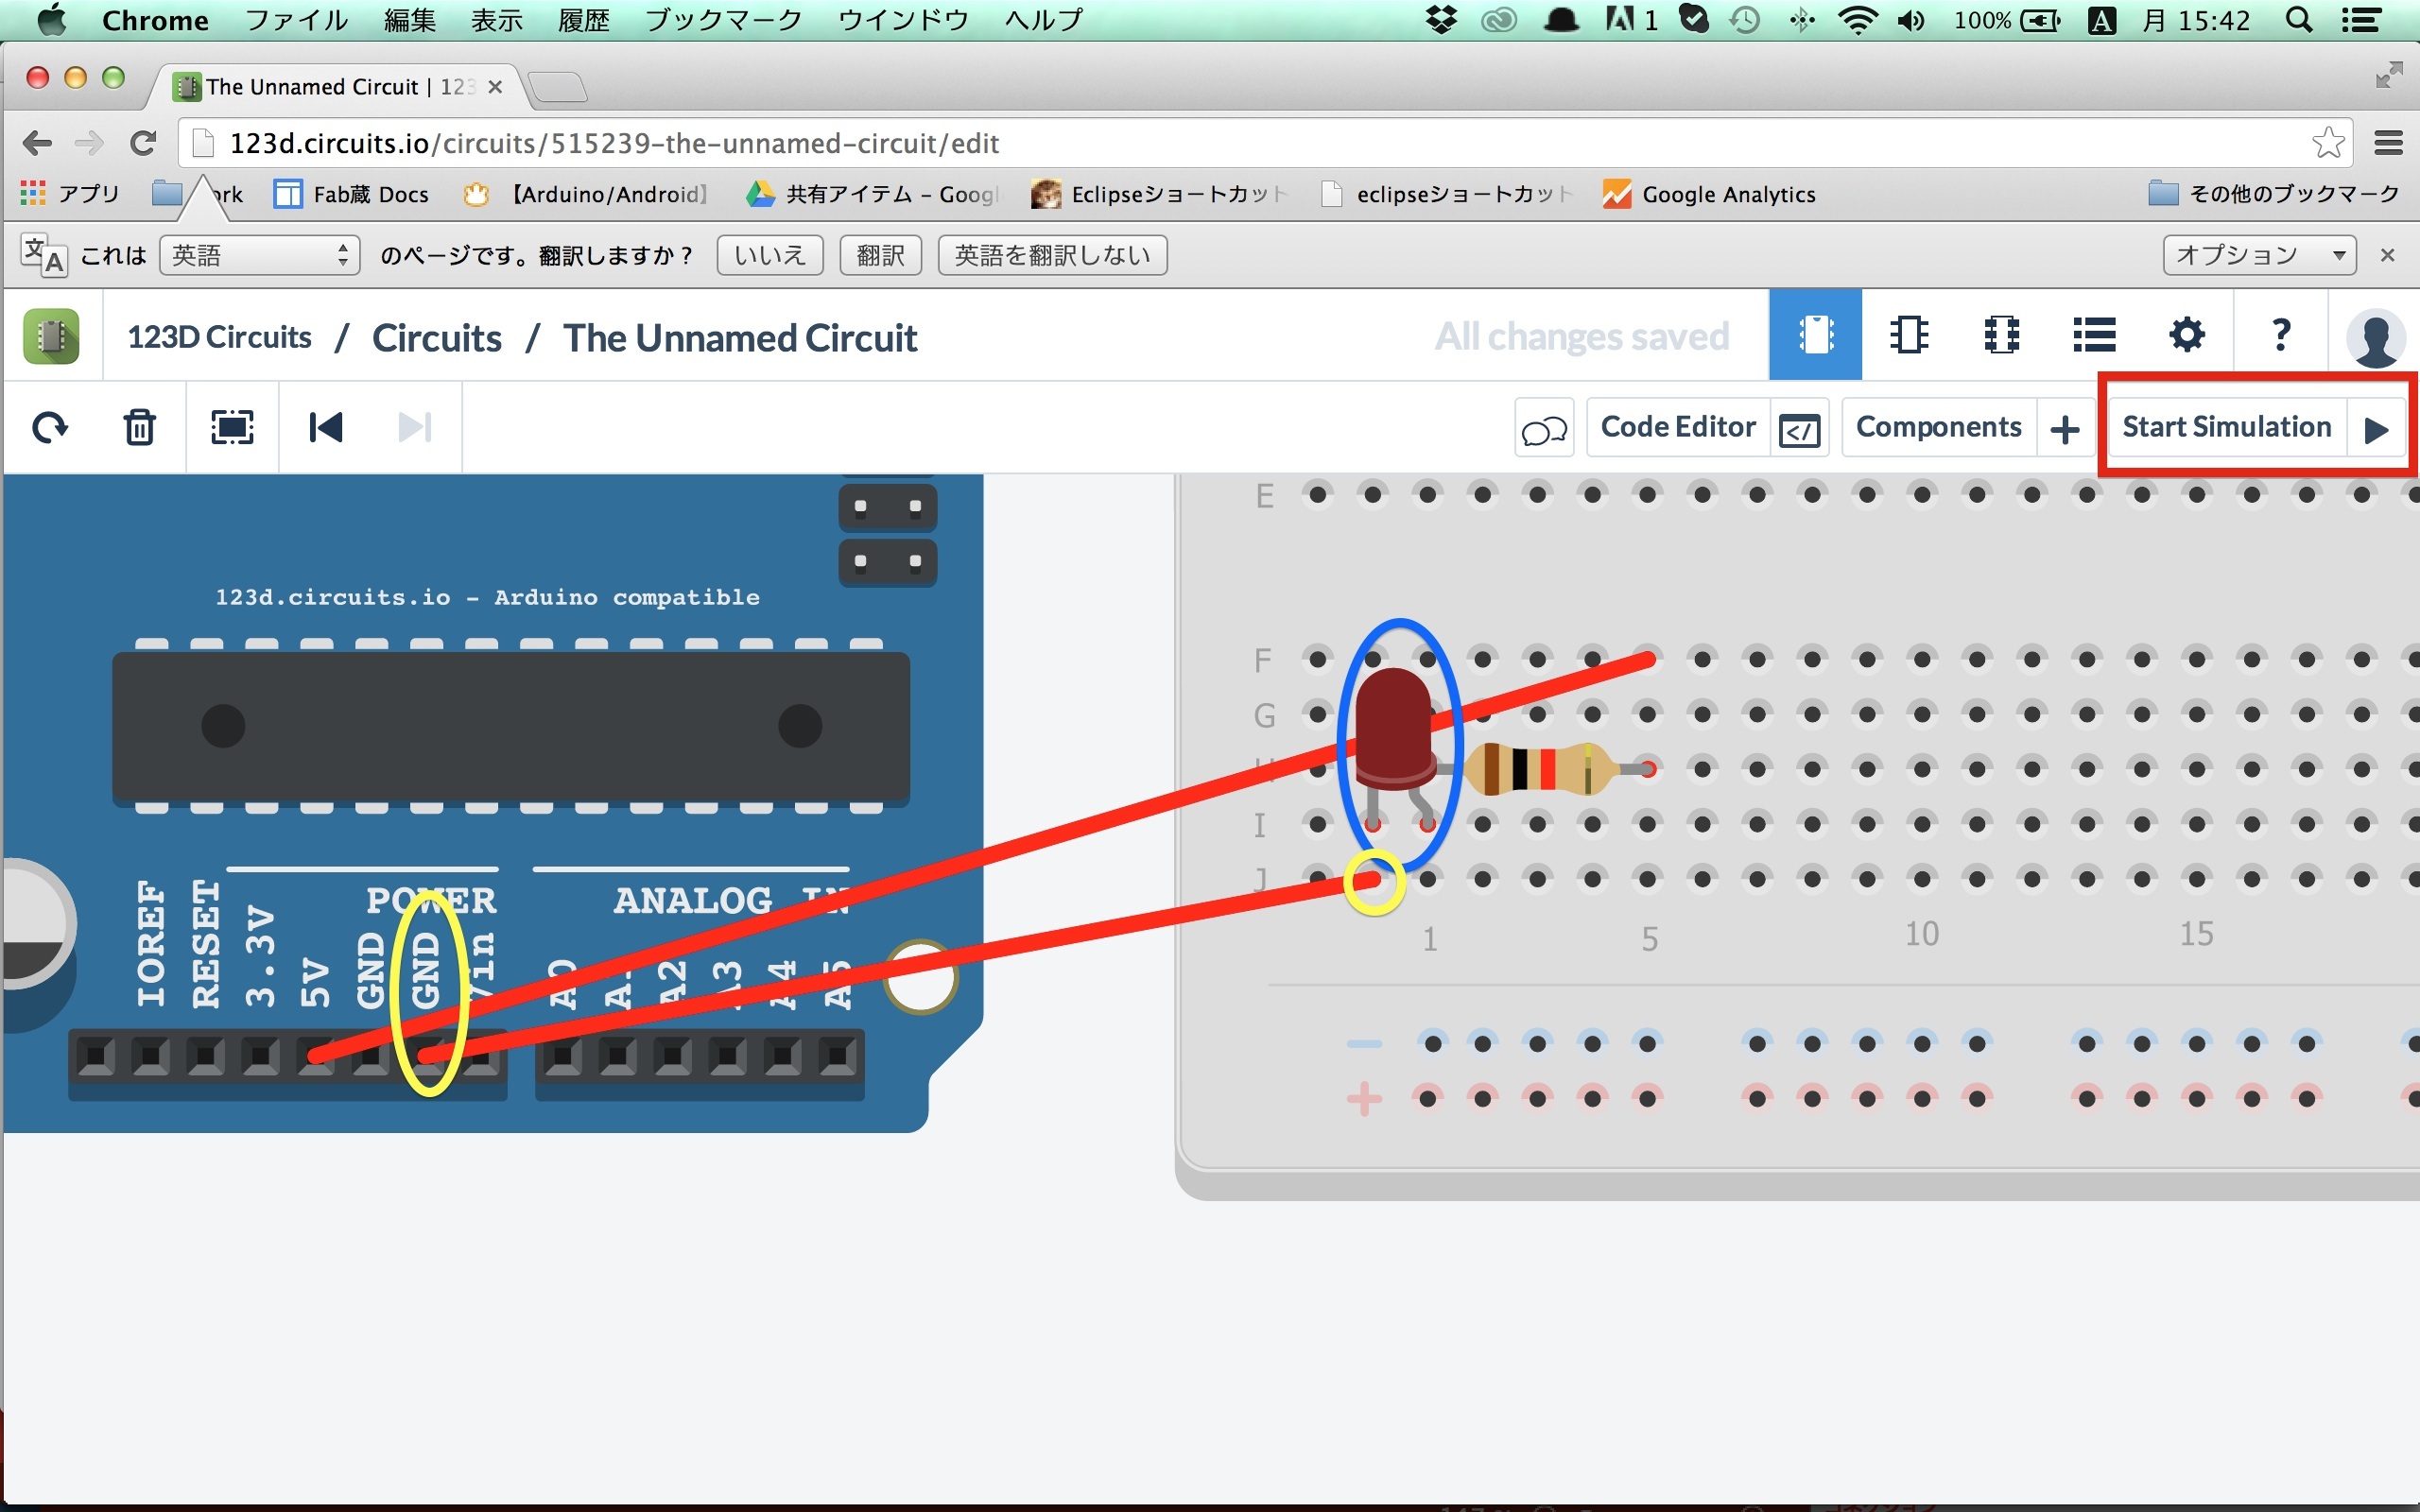 Chrome ファイル 編集 表示 履歴 ブックマーク ウインドウ ヘルプ 1 100% A 月 15:42
The Unnamed Circuit | 123
123d.circuits.io/circuits/515239-the-unnamed-circuit/edit
アプリ Fab蔵 Docs 【Arduino/Android】 共有アイテム - Googl Eclipseショートカット eclipseショートカット Google Analytics その他のブックマーク
文A これは 英語 のページです。翻訳しますか？ いいえ 翻訳 英語を翻訳しない オプション
123D Circuits / Circuits / The Unnamed Circuit All changes saved ?
Code Editor </> Components + Start Simulation
E
123d.circuits.io - Arduino compatible
F
G
H
I
J
POWER ANALOG IN
IOREF RESET 3.3V 5V GND GND Vin A0 A1 A2 A3 A4 A5
1 5 10 15
−
+